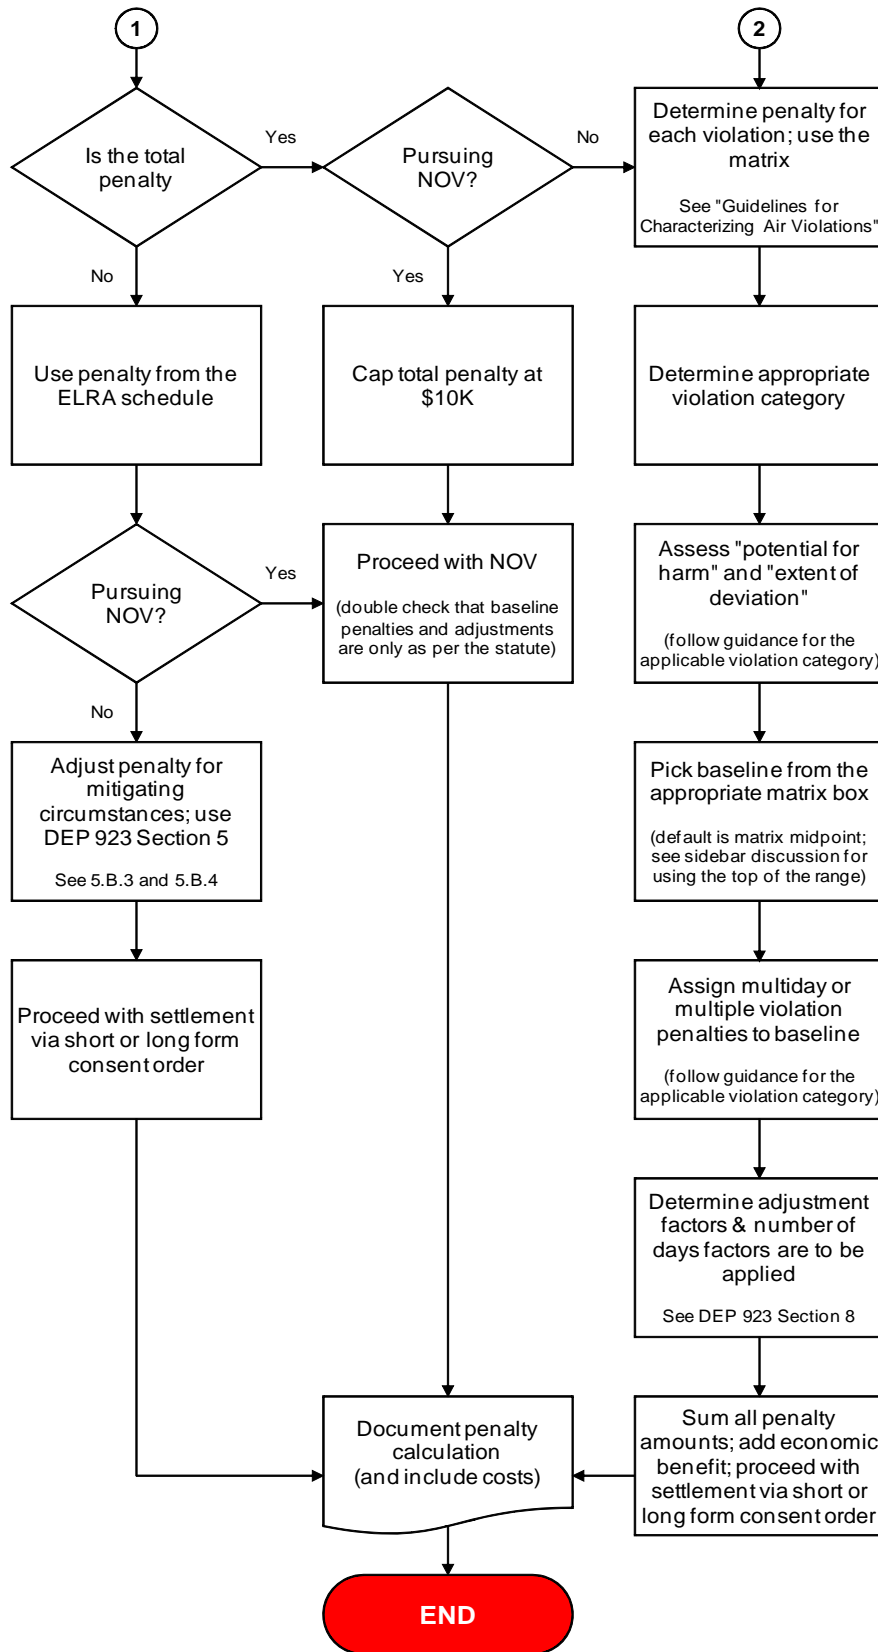 1
2
Is the total
penalty
Yes
Pursuing
NOV?
No
Determine penalty for
each violation; use the
matrix
See "Guidelines for
Characterizing Air Violations"
No
Yes
Use penalty from the
ELRA schedule
Cap total penalty at
$10K
Determine appropriate
violation category
Pursuing
NOV?
Yes
Proceed with NOV
(double check that baseline
penalties and adjustments
are only as per the statute)
Assess "potential for
harm" and "extent of
deviation"
(follow guidance for the
applicable violation category)
No
Adjust penalty for
mitigating
circumstances; use
DEP 923 Section 5
See 5.B.3 and 5.B.4
Pick baseline from the
appropriate matrix box
(default is matrix midpoint;
see sidebar discussion for
using the top of the range)
Proceed with settlement
via short or long form
consent order
Assign multiday or
multiple violation
penalties to baseline
(follow guidance for the
applicable violation category)
Determine adjustment
factors & number of
days factors are to be
applied
See DEP 923 Section 8
Document penalty
calculation
(and include costs)
Sum all penalty
amounts; add economic
benefit; proceed with
settlement via short or
long form consent order
END